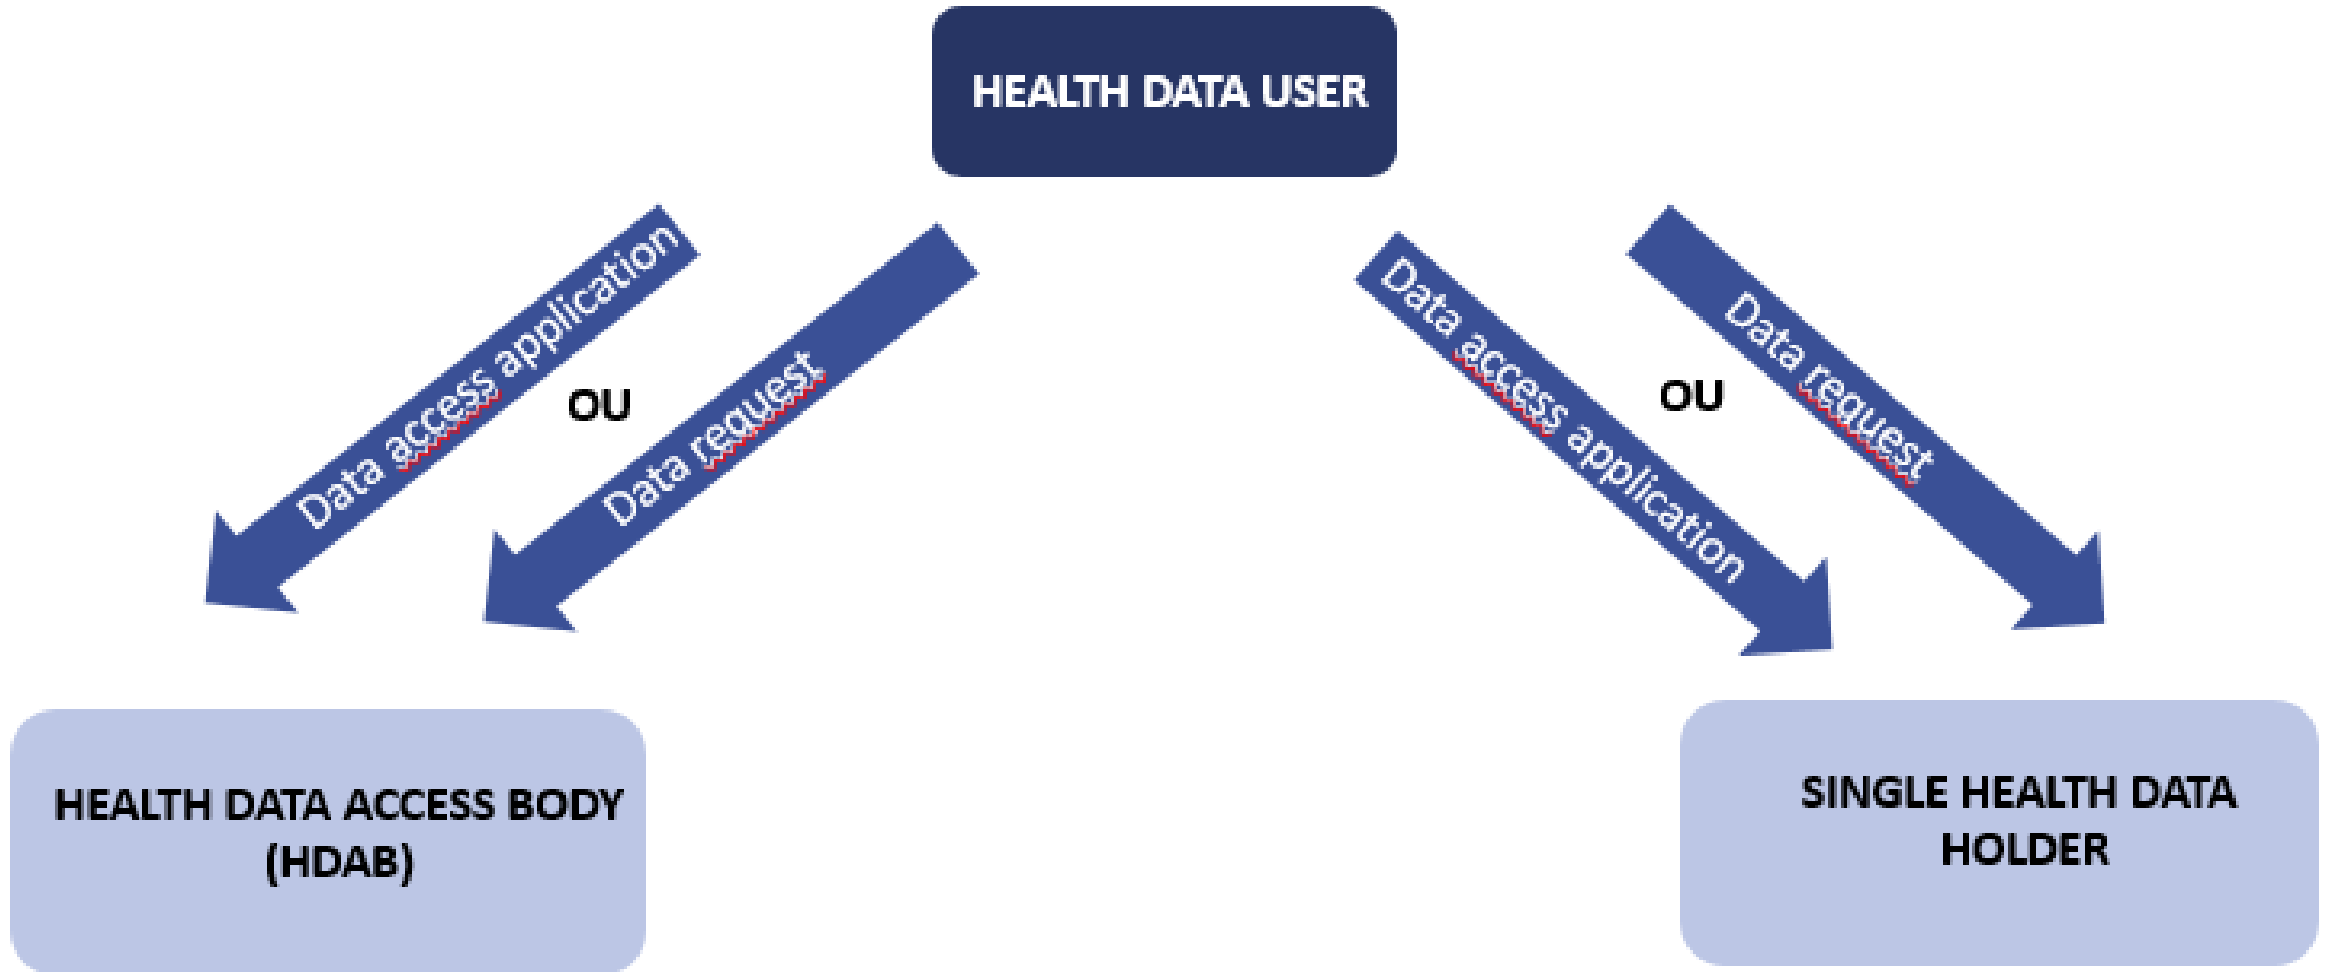 HEALTH DATA USER
Data access application
OU
Data request
Data access application
OU
Data request
HEALTH DATA ACCESS BODY
(HDAB)
SINGLE HEALTH DATA
HOLDER